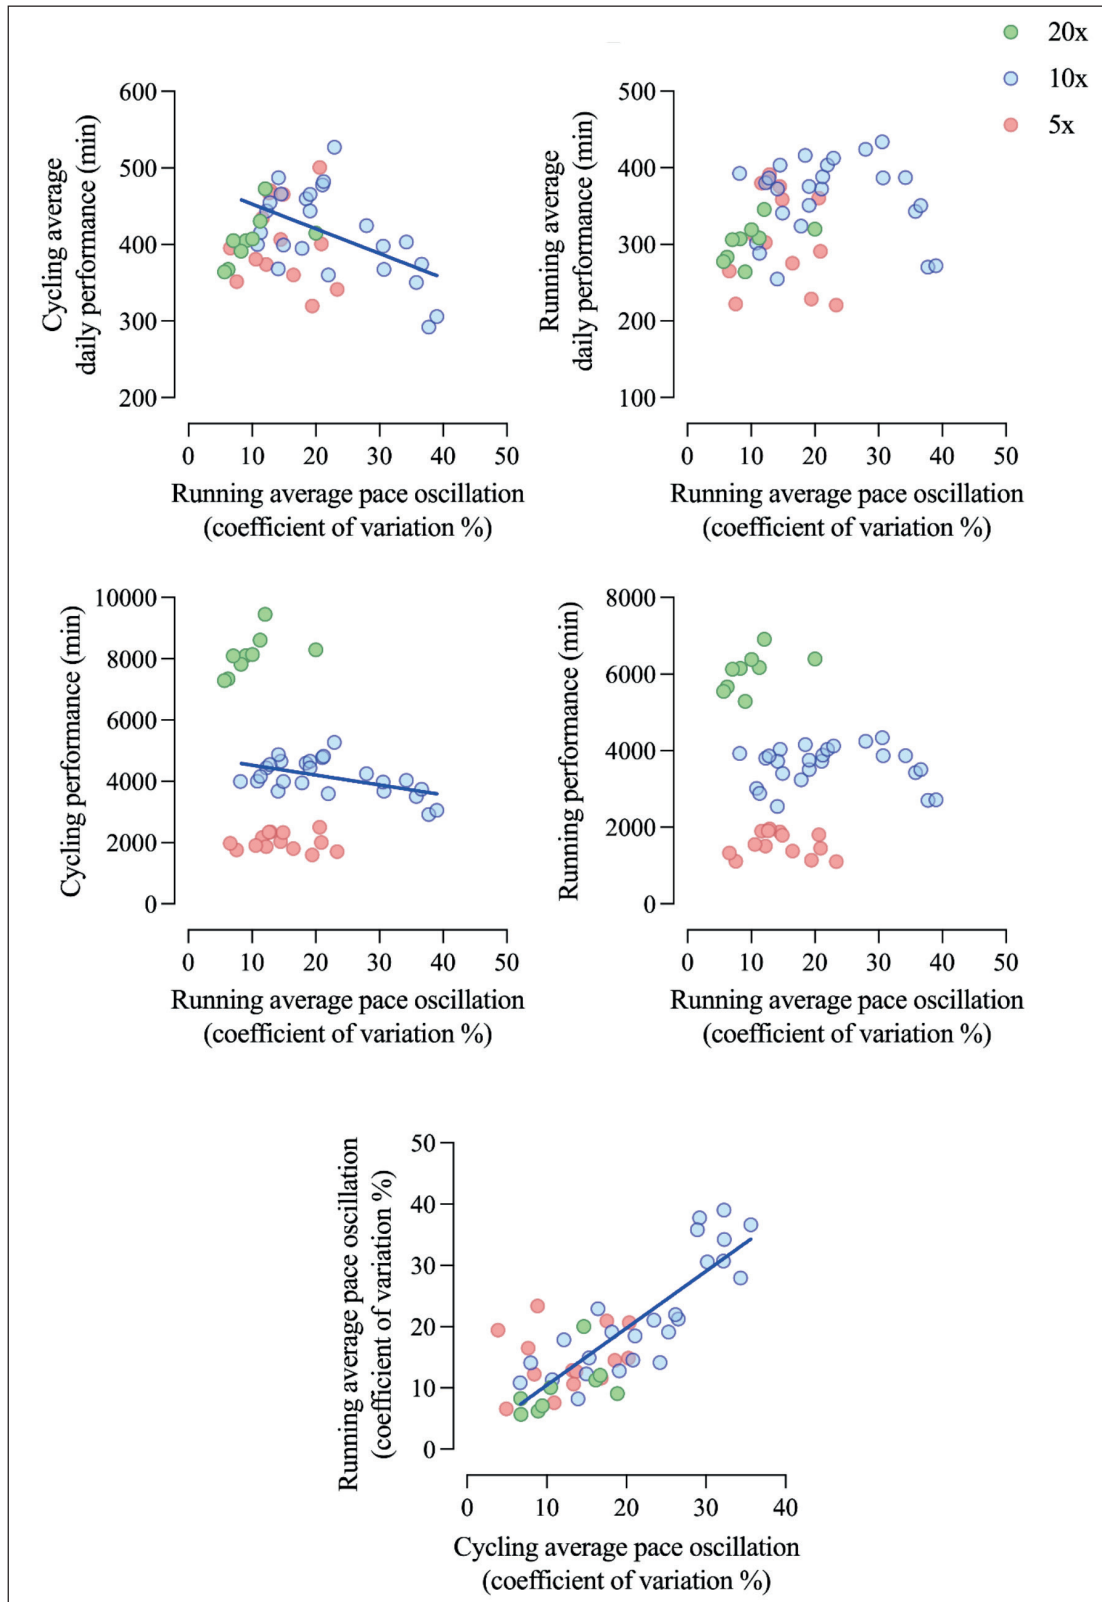 20x
10x
5x
Cycling average
daily performance (min)
600
500
400
300
200
0 10 20 30 40 50
Running average pace oscillation
(coefficient of variation %)
Running average
daily performance (min)
500
400
300
200
100
0 10 20 30 40 50
Running average pace oscillation
(coefficient of variation %)
Cycling performance (min)
10000
8000
6000
4000
2000
0
0 10 20 30 40 50
Running average pace oscillation
(coefficient of variation %)
Running performance (min)
8000
6000
4000
2000
0
0 10 20 30 40 50
Running average pace oscillation
(coefficient of variation %)
Running average pace oscillation
(coefficient of variation %)
50
40
30
20
10
0
0 10 20 30 40
Cycling average pace oscillation
(coefficient of variation %)